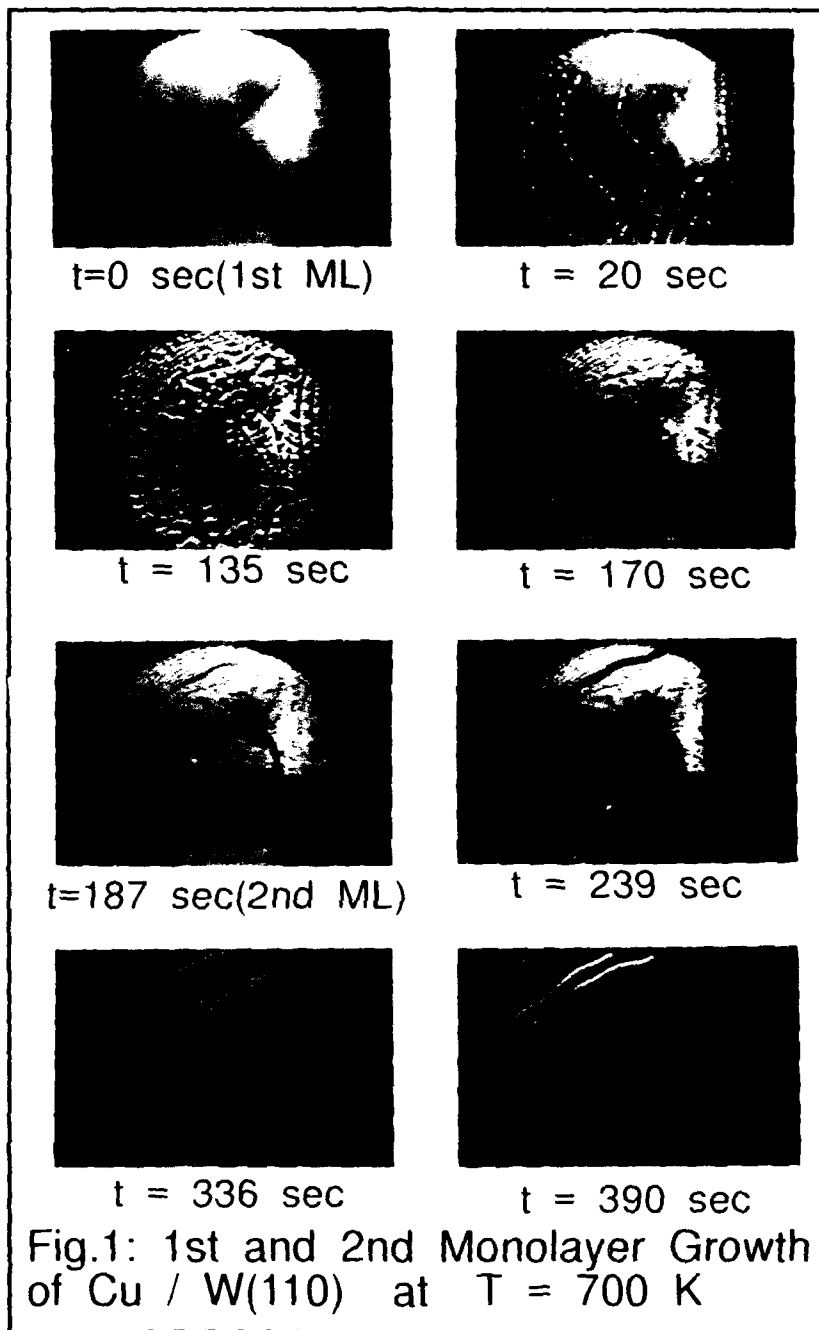 t=0 sec(1st ML)
t = 20 sec
t = 135 sec
t = 170 sec
t=187 sec(2nd ML)
t = 239 sec
t = 336 sec
t = 390 sec
Fig.1: 1st and 2nd Monolayer Growth
of Cu / W(110) at T = 700 K